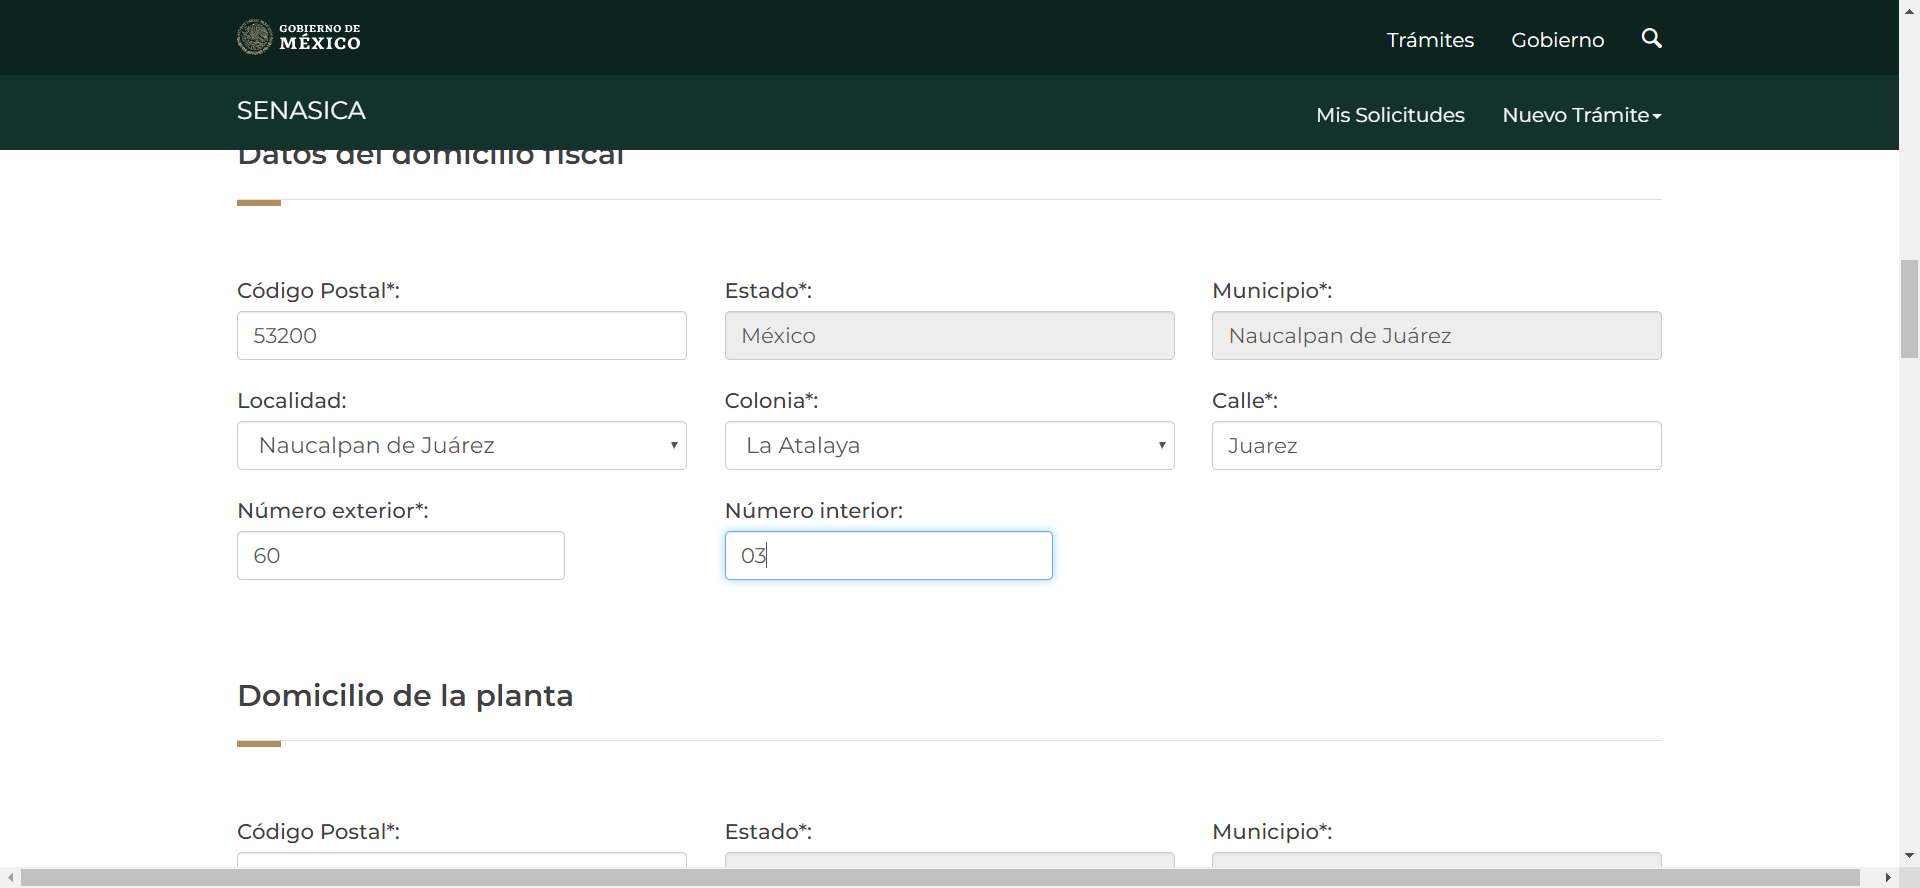 GOBIERNO DE
MÉXICO
Trámites Gobierno
SENASICA
Mis Solicitudes Nuevo Trámite
Datos del domicilio fiscal
Código Postal*: Estado*: Municipio*:
53200 México Naucalpan de Juárez
Localidad: Colonia*: Calle*:
Naucalpan de Juárez La Atalaya Juarez
Número exterior*: Número interior:
60 03
Domicilio de la planta
Código Postal*: Estado*: Municipio*: